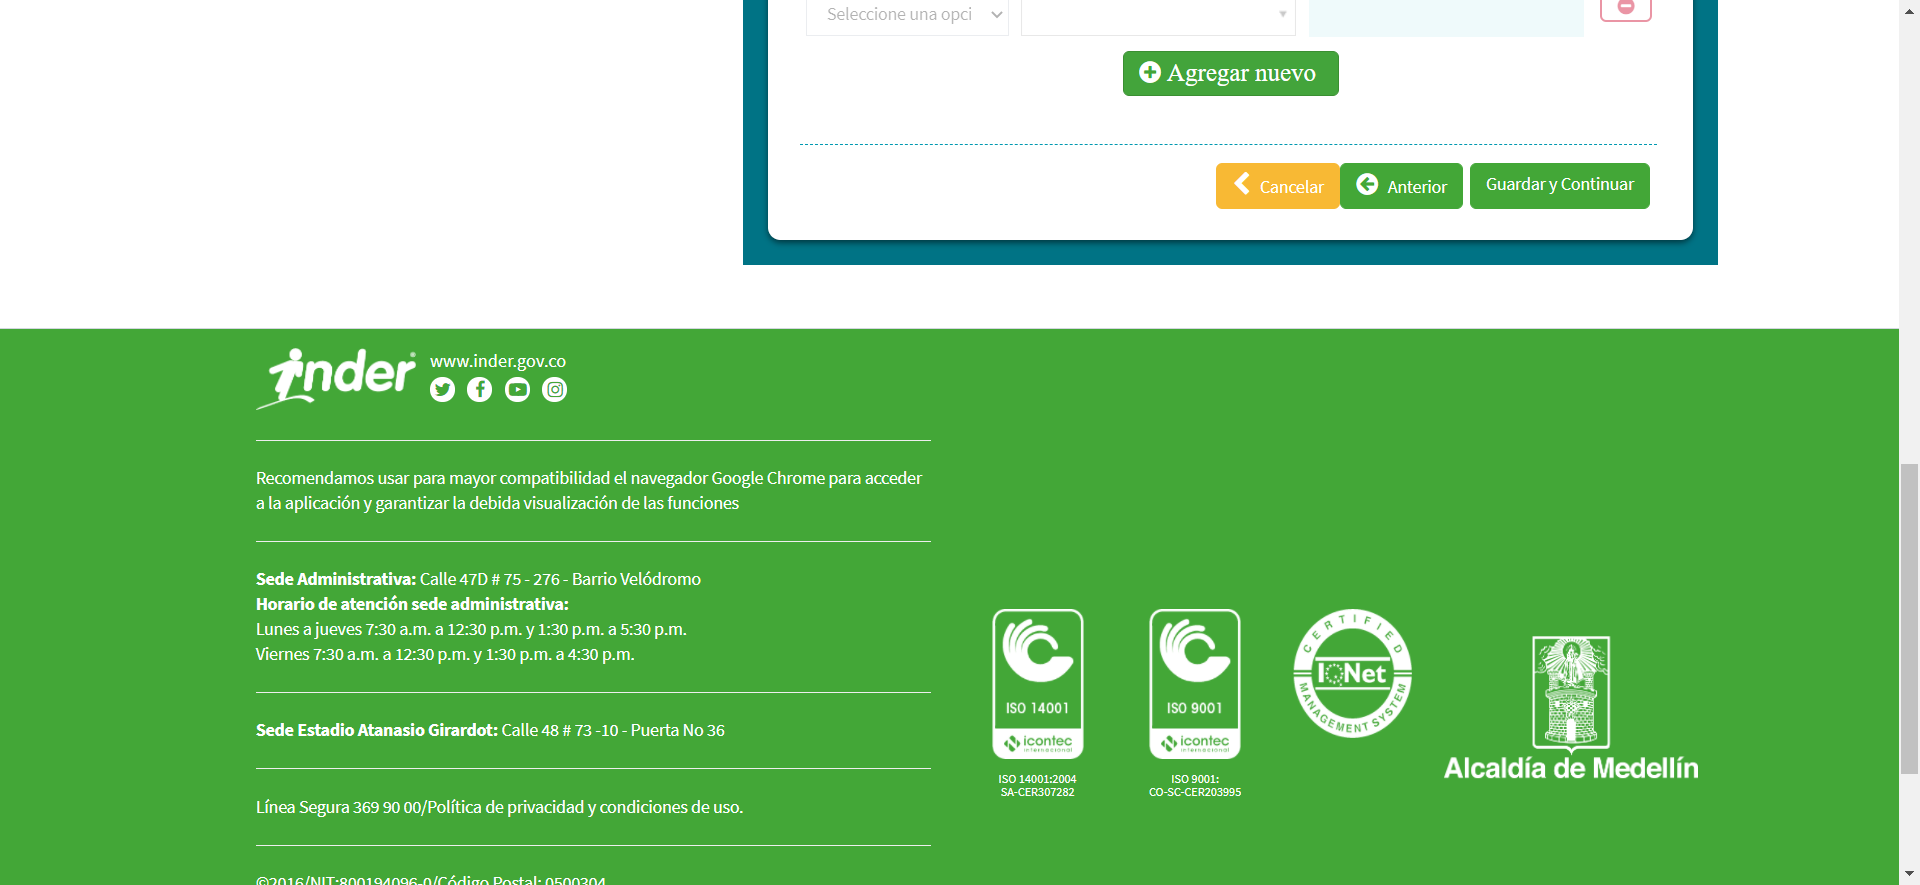 Seleccione una opci
Agregar nuevo
Cancelar
Anterior
Guardar y Continuar
inder
www.inder.gov.co
Recomendamos usar para mayor compatibilidad el navegador Google Chrome para acceder
a la aplicación y garantizar la debida visualización de las funciones
Sede Administrativa: Calle 47D # 75 - 276 - Barrio Velódromo
Horario de atención sede administrativa:
Lunes a jueves 7:30 a.m. a 12:30 p.m. y 1:30 p.m. a 5:30 p.m.
Viernes 7:30 a.m. a 12:30 p.m. y 1:30 p.m. a 4:30 p.m.
Sede Estadio Atanasio Girardot: Calle 48 # 73 -10 - Puerta No 36
Línea Segura 369 90 00/Política de privacidad y condiciones de uso.
©2016/NIT:800194096-0/Código Postal: 0500304
ISO 14001
icontec
internacional
ISO 14001:2004
SA-CER307282
ISO 9001
icontec
internacional
ISO 9001:
CO-SC-CER203995
CERTIFIED
IQNet
MANAGEMENT SYSTEM
Alcaldía de Medellín